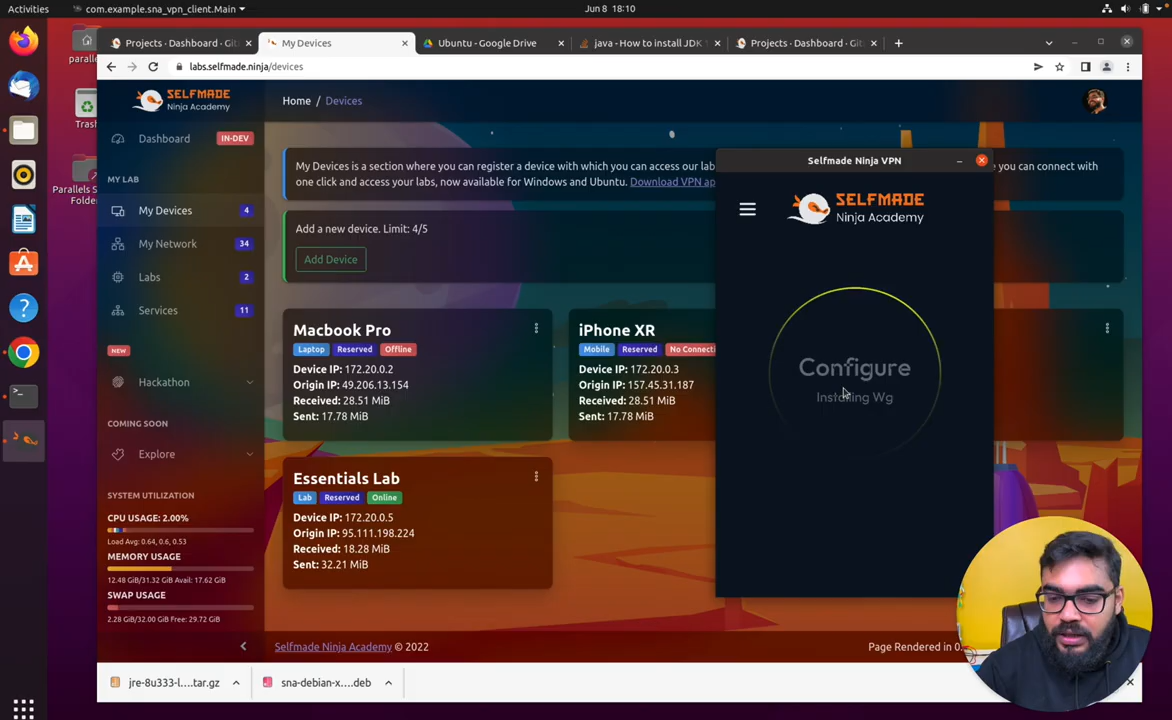 Activities
com.example.sna_vpn_client.Main
Jun 8 18:10
Projects · Dashboard · Git
My Devices
Ubuntu - Google Drive
java - How to install JDK
Projects · Dashboard · Git
labs.selfmade.ninja/devices
SELFMADE
Ninja Academy
Home / Devices
Dashboard IN-DEV
MY LAB
My Devices 4
My Network 34
Labs 2
Services 11
NEW
Hackathon
COMING SOON
Explore
SYSTEM UTILIZATION
CPU USAGE: 2.00%
Load Avg: 0.64, 0.6, 0.53
MEMORY USAGE
12.48 GiB/31.32 GiB Avail: 17.62 GiB
SWAP USAGE
2.28 GiB/32.00 GiB Free: 29.72 GiB
paralle
Trash
Parallels S
Folder
My Devices is a section where you can register a device with which you can access our lab
e you can connect with
one click and access your labs, now available for Windows and Ubuntu. Download VPN ap
Add a new device. Limit: 4/5
Add Device
Macbook Pro
Laptop Reserved Offline
Device IP: 172.20.0.2
Origin IP: 49.206.13.154
Received: 28.51 MiB
Sent: 17.78 MiB
iPhone XR
Mobile Reserved No Connecti
Device IP: 172.20.0.3
Origin IP: 157.45.31.187
Received: 28.51 MiB
Sent: 17.78 MiB
Essentials Lab
Lab Reserved Online
Device IP: 172.20.0.5
Origin IP: 95.111.198.224
Received: 18.28 MiB
Sent: 32.21 MiB
Selfmade Ninja VPN
SELFMADE
Ninja Academy
Configure
Installing Wg
Selfmade Ninja Academy © 2022
Page Rendered in 0.
jre-8u333-l....tar.gz
sna-debian-x....deb